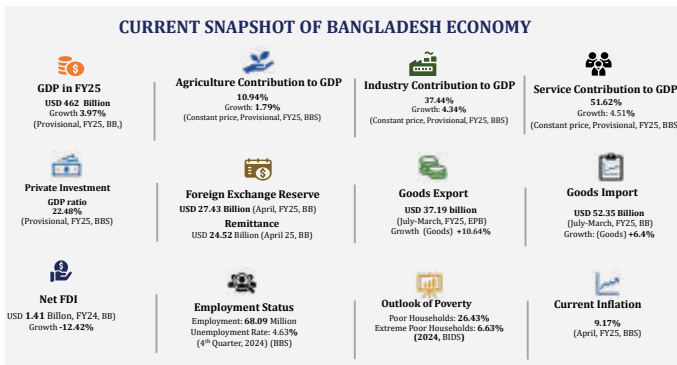 CURRENT SNAPSHOT OF BANGLADESH ECONOMY
GDP in FY25
USD 462 Billion
Growth 3.97%
(Provisional, FY25, BB,)
Agriculture Contribution to GDP
10.94%
Growth: 1.79%
(Constant price, Provisional, FY25, BBS)
Industry Contribution to GDP
37.44%
Growth: 4.34%
(Constant price, Provisional, FY25, BBS)
Service Contribution to GDP
51.62%
Growth: 4.51%
(Constant price, Provisional, FY25, BBS
Private Investment
GDP ratio
22.48%
(Provisional, FY25, BBS)
Foreign Exchange Reserve
USD 27.43 Billion (April, FY25, BB)
Remittance
USD 24.52 Billion (April 25, BB)
Goods Export
USD 37.19 billion
(July-March, FY25, EPB)
Growth (Goods) +10.64%
Goods Import
USD 52.35 Billion
(July-March, FY25, BB)
Growth: (Goods) +6.4%
Net FDI
USD 1.41 Billon, FY24, BB)
Growth -12.42%
Employment Status
Employment: 68.09 Million
Unemployment Rate: 4.63%
(4th Quarter, 2024) (BBS)
Outlook of Poverty
Poor Households: 26.43%
Extreme Poor Households: 6.63%
(2024, BIDS)
Current Inflation
9.17%
(April, FY25, BBS)